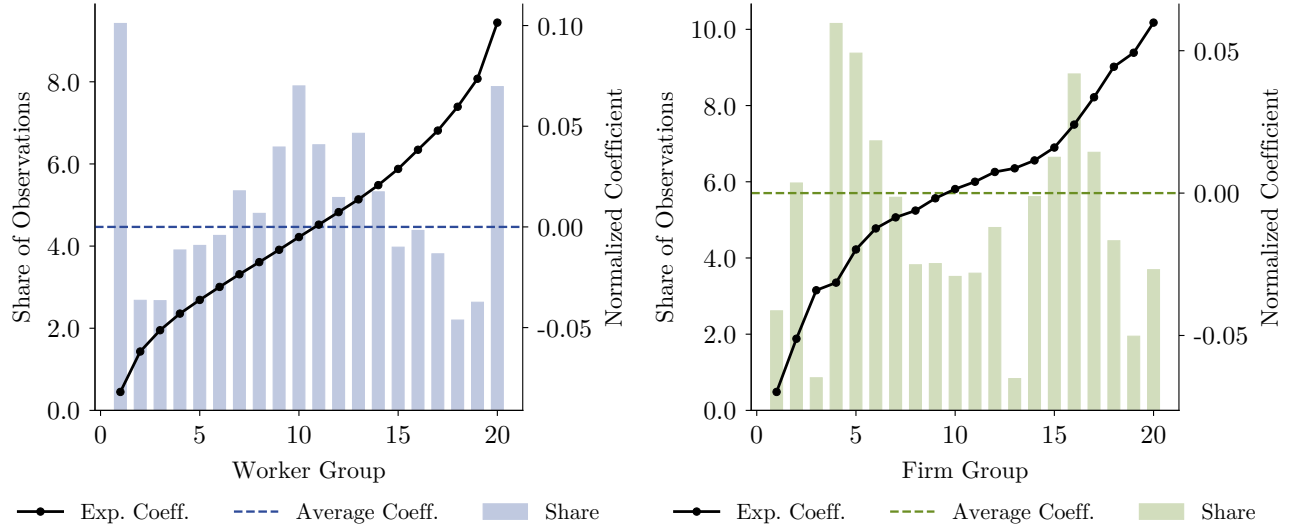 Share of Observations
8.0
6.0
4.0
2.0
0.0
0.10
0.05
0.00
-0.05
Normalized Coefficient
0 5 10 15 20
Worker Group
Exp. Coeff. Average Coeff. Share
Share of Observations
10.0
8.0
6.0
4.0
2.0
0.0
0.05
0.00
-0.05
Normalized Coefficient
0 5 10 15 20
Firm Group
Exp. Coeff. Average Coeff. Share